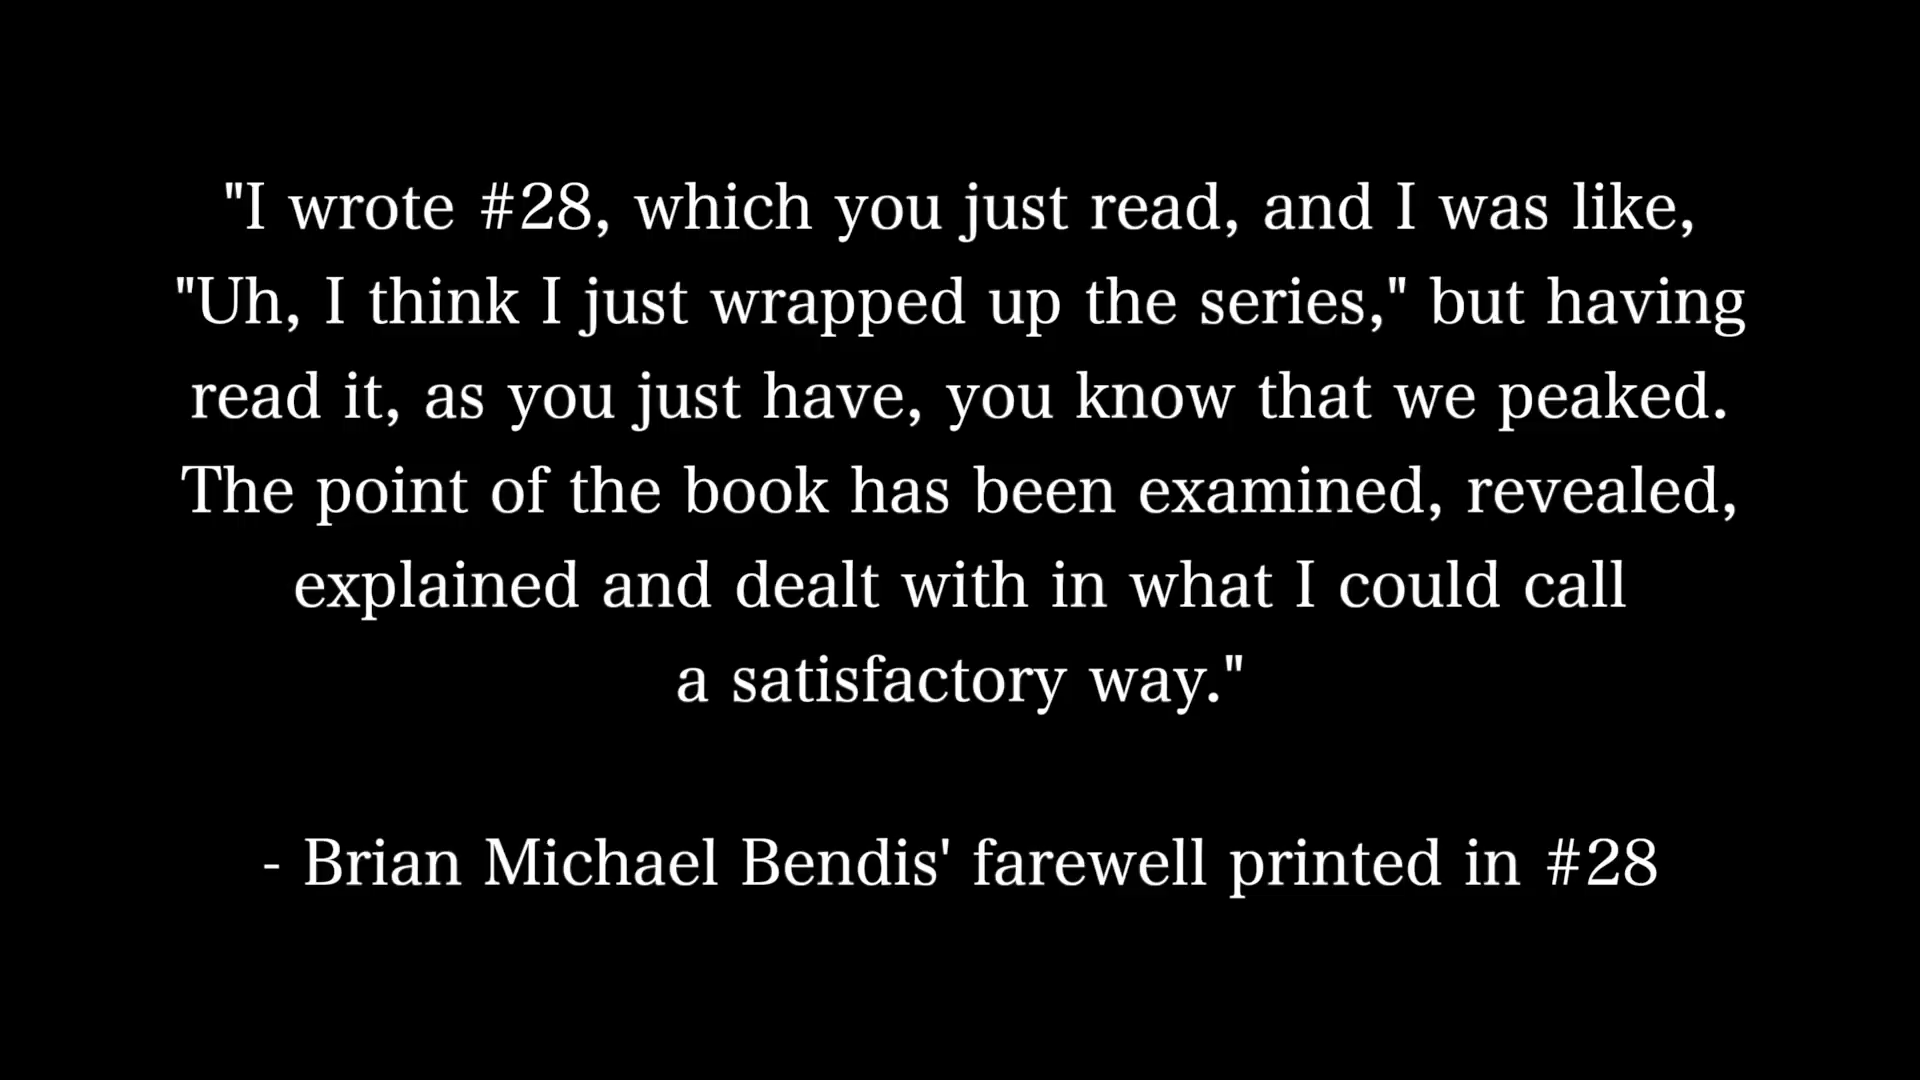 "I wrote #28, which you just read, and I was like,
"Uh, I think I just wrapped up the series," but having
read it, as you just have, you know that we peaked.
The point of the book has been examined, revealed,
explained and dealt with in what I could call
a satisfactory way."
- Brian Michael Bendis' farewell printed in #28